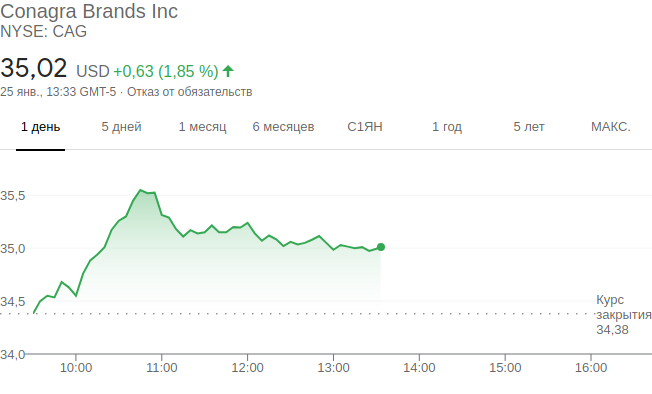 Conagra Brands Inc
NYSE: CAG
35,02 USD +0,63 (1,85 %)
25 янв., 13:33 GMT-5 · Отказ от обязательств
1 день 5 дней 1 месяц 6 месяцев С1ЯН 1 год 5 лет МАКС.
35,5
35,0
34,5
Курс
закрытия
34,38
34,0
10:00 11:00 12:00 13:00 14:00 15:00 16:00